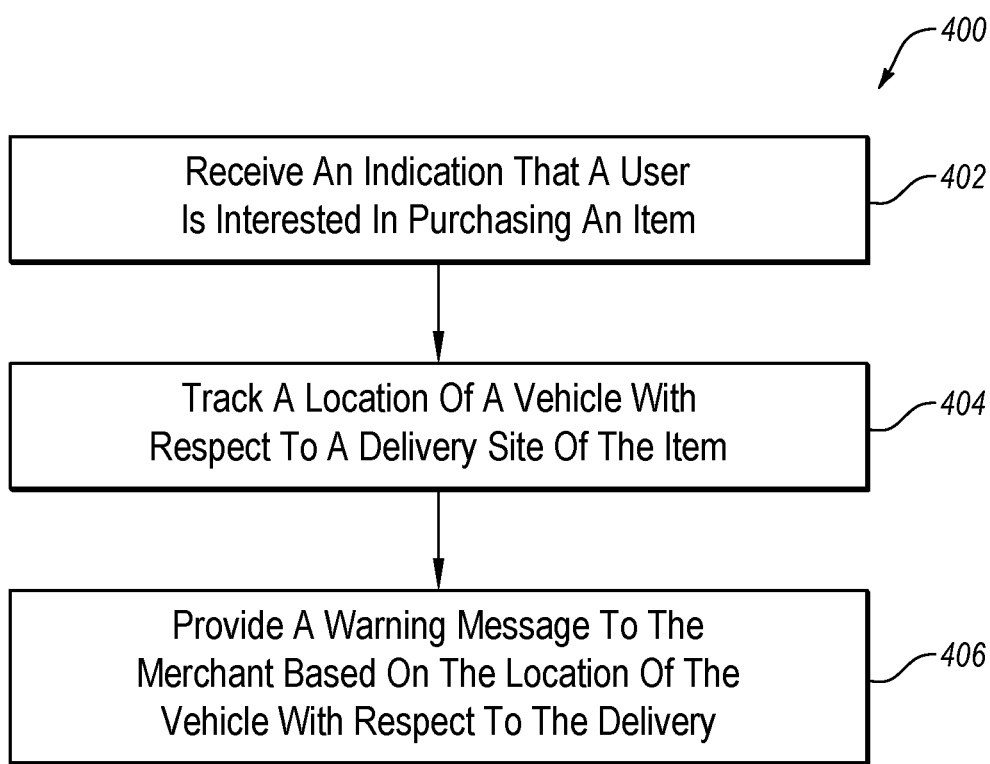 400
Receive An Indication That A User
Is Interested In Purchasing An Item
402
Track A Location Of A Vehicle With
Respect To A Delivery Site Of The Item
404
Provide A Warning Message To The
Merchant Based On The Location Of The
Vehicle With Respect To The Delivery
406